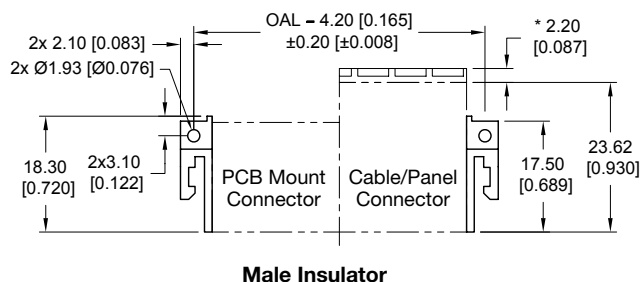 OAL – 4.20 [0.165]
±0.20 [±0.008]
2x 2.10 [0.083]
2x Ø1.93 [Ø0.076]
* 2.20
[0.087]
18.30
[0.720]
2x3.10
[0.122]
PCB Mount
Connector
Cable/Panel
Connector
17.50
[0.689]
23.62
[0.930]
Male Insulator